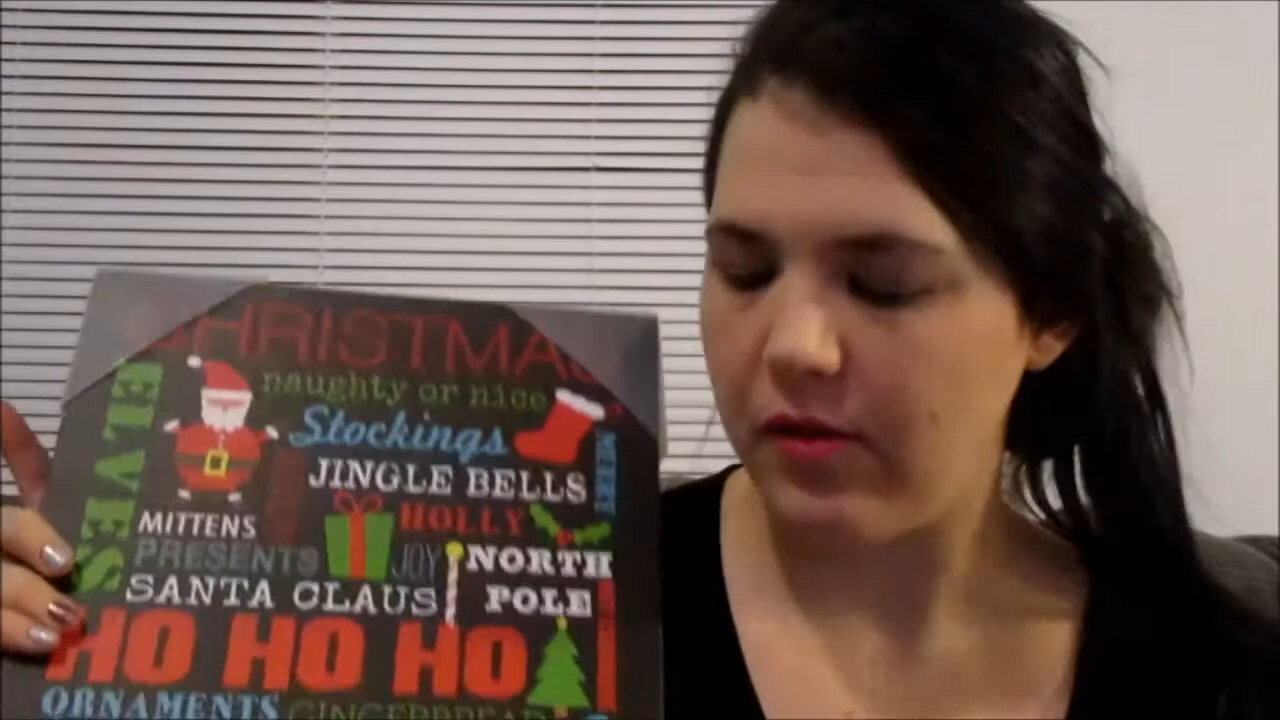 CHRISTMAS
naughty or nice
ELVES
Stockings
JINGLE BELLS
MERRY
MITTENS
HOLLY
PRESENTS
JOY
NORTH
POLE
SANTA CLAUS
HO HO HO
ORNAMENTS
GINGERBREAD